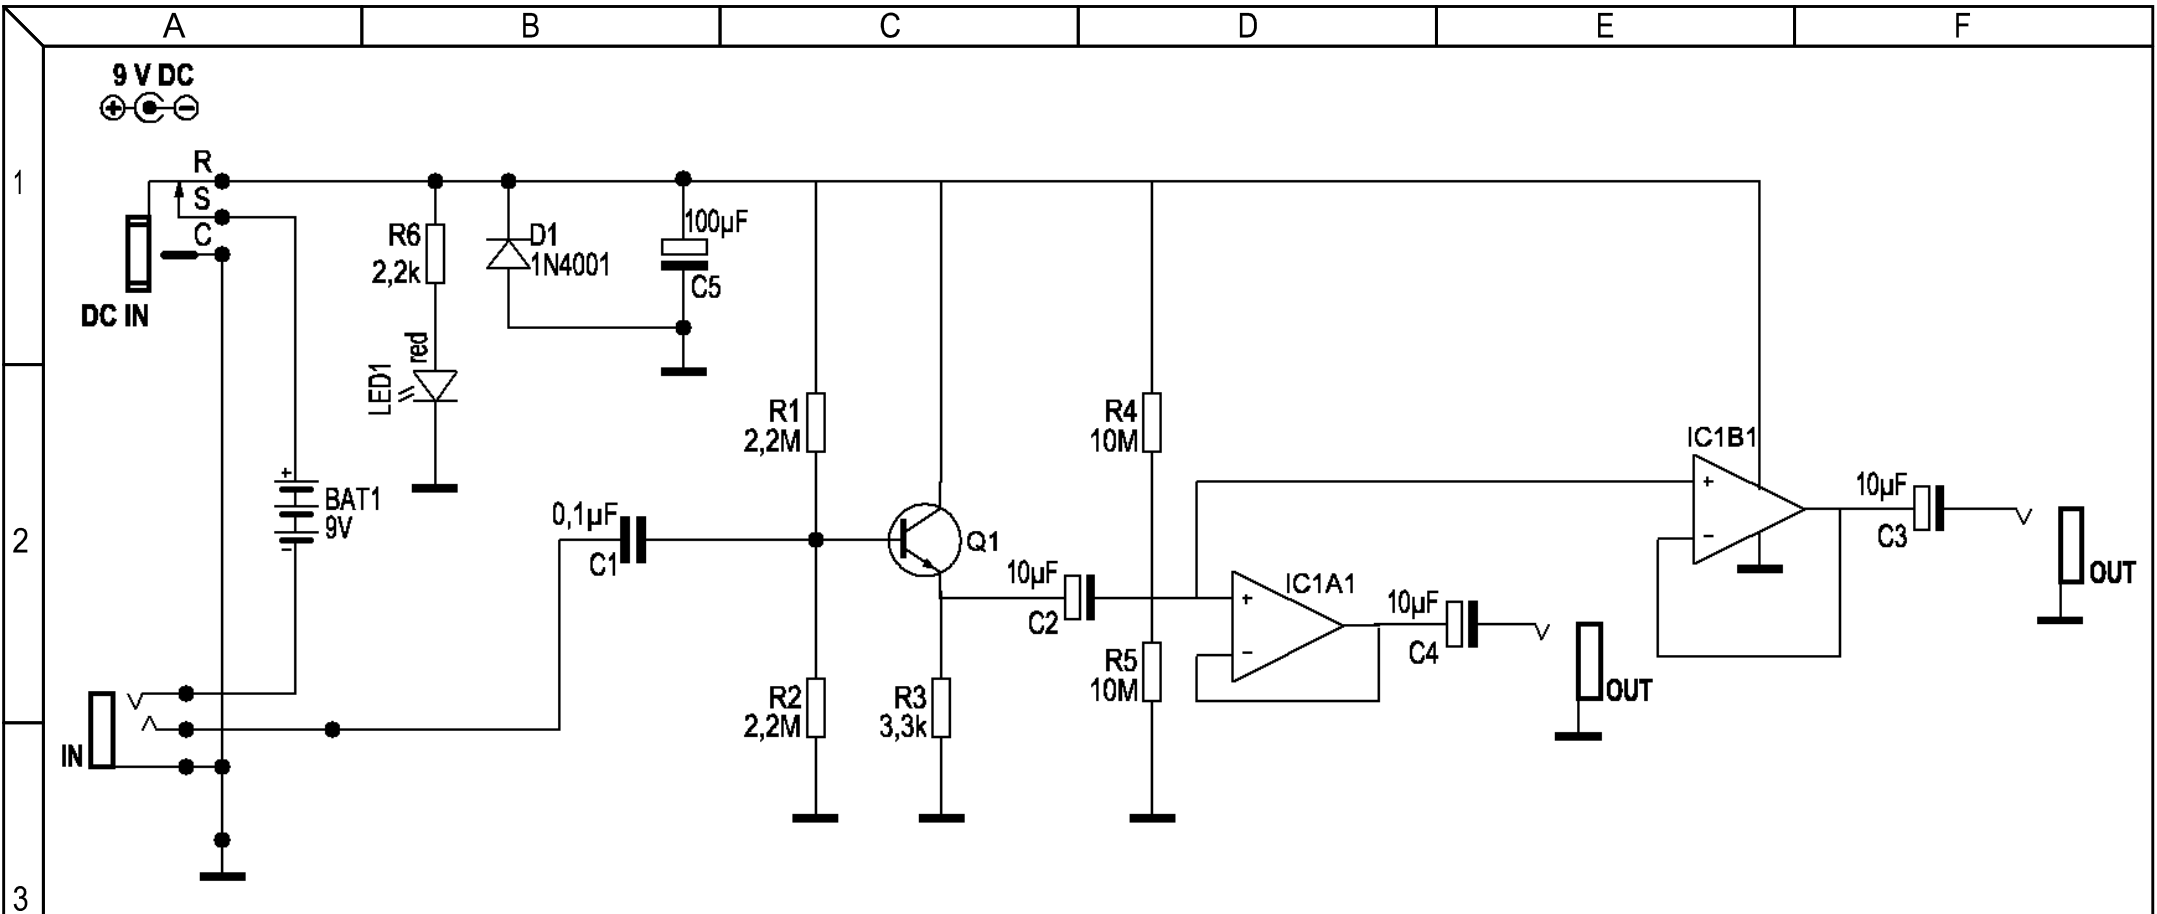 A B C D E F
9 V DC
1
R
S
C
DC IN
R6
2,2k
D1
1N4001
100µF
C5
red
LED1
R1
2,2M
R4
10M
IC1B1
+
-
2
+
BAT1
9V
-
0,1µF
C1
Q1
10µF
C2
+
-
IC1A1
10µF
C4
10µF
C3
OUT
R5
10M
OUT
R2
2,2M
R3
3,3k
IN
3